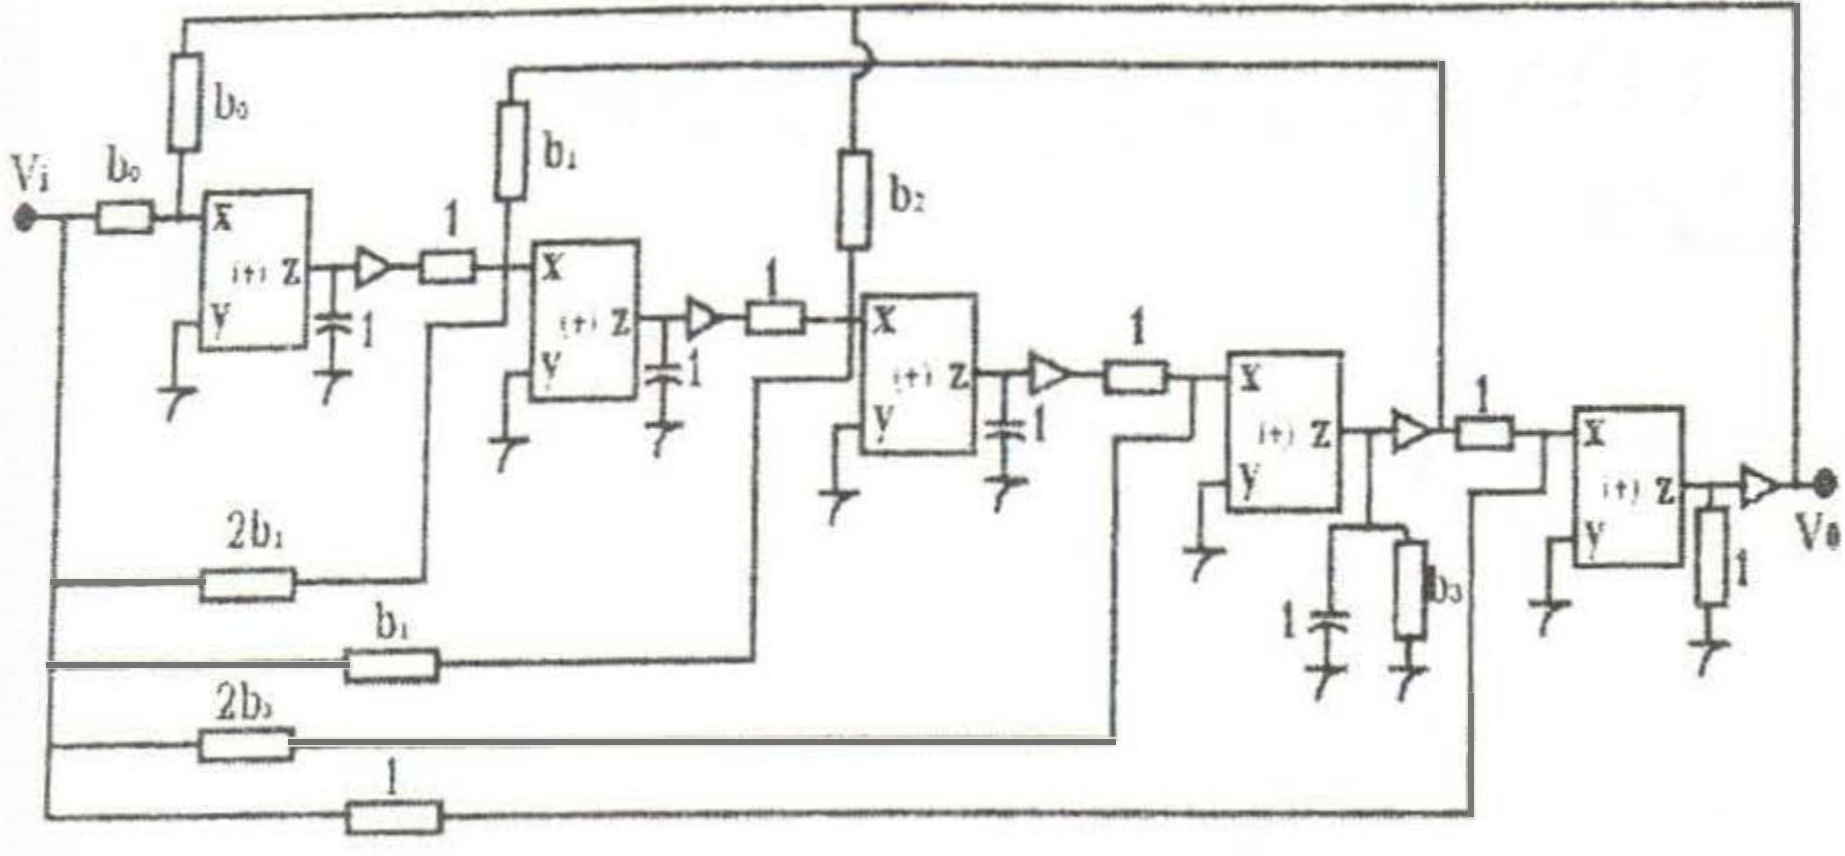 b₀
Vi
b₀
x
(+) z
y
1
1
b₁
x
(+) z
y
1
1
b₂
x
(+) z
y
1
1
x
(+) z
y
1
b₃
1
x
(+) z
y
1
V0
2b₁
b₁
2b₃
1